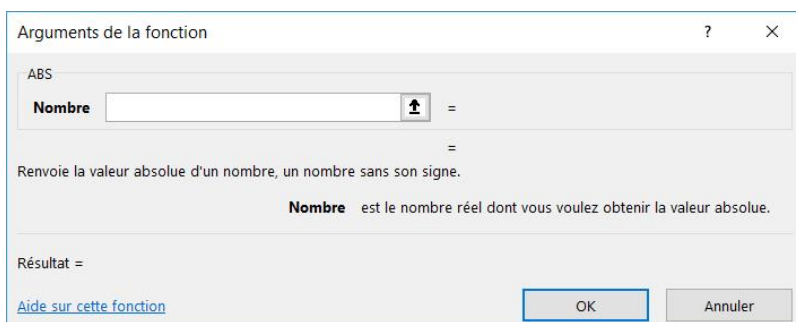 Arguments de la fonction ? ×
ABS
Nombre =
=
Renvoie la valeur absolue d'un nombre, un nombre sans son signe.
Nombre est le nombre réel dont vous voulez obtenir la valeur absolue.
Résultat =
Aide sur cette fonction OK Annuler